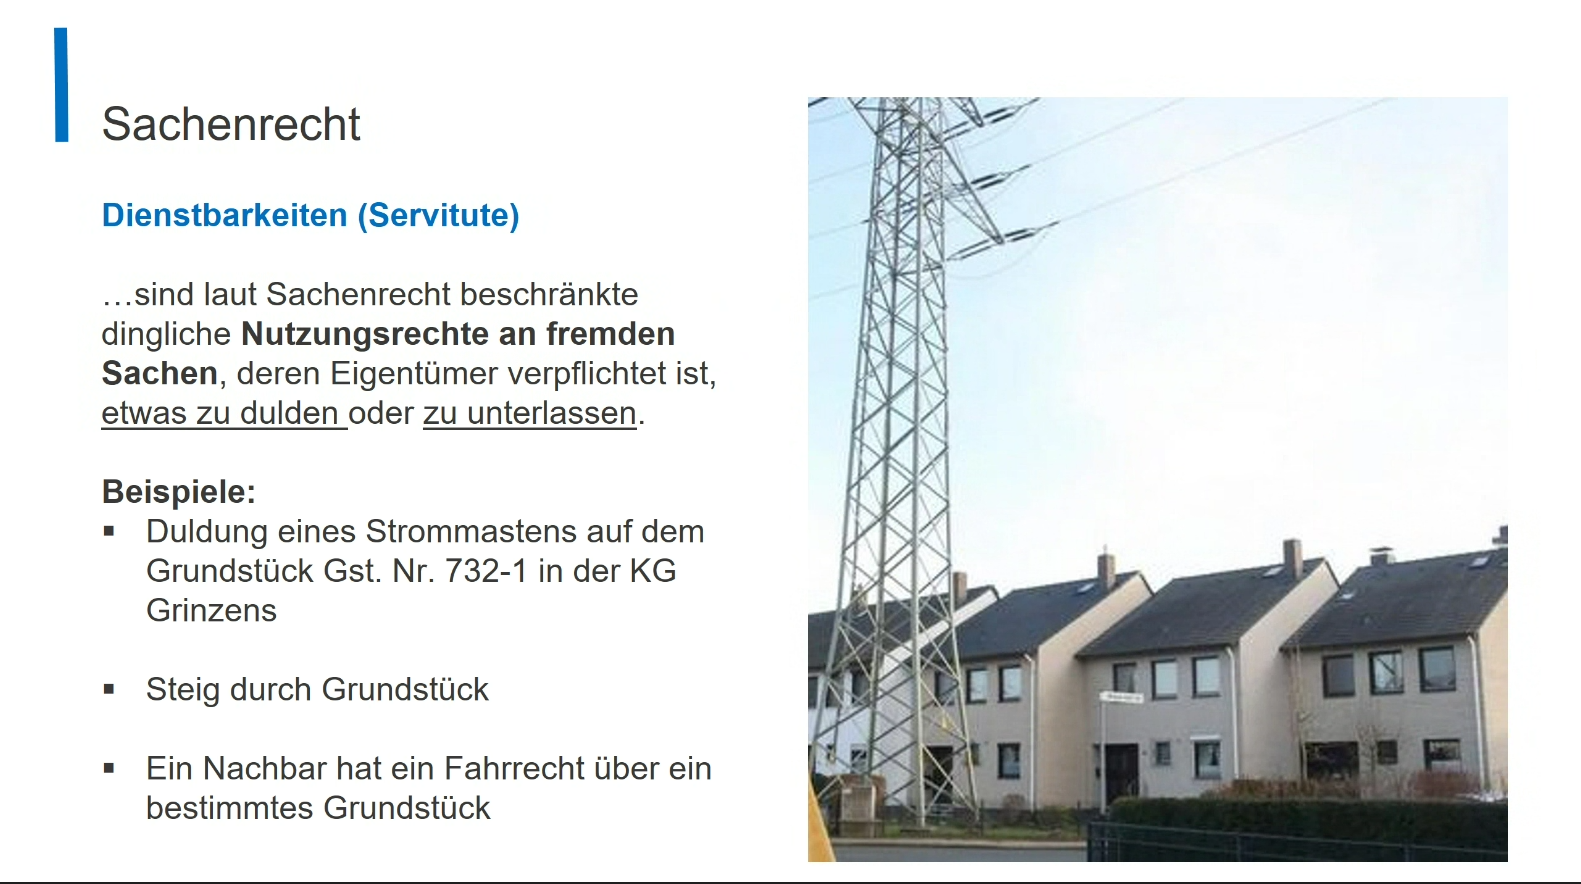 Sachenrecht
Dienstbarkeiten (Servitute)
…sind laut Sachenrecht beschränkte
dingliche Nutzungsrechte an fremden
Sachen, deren Eigentümer verpflichtet ist,
etwas zu dulden oder zu unterlassen.
Beispiele:
▪ Duldung eines Strommastens auf dem
Grundstück Gst. Nr. 732-1 in der KG
Grinzens
▪ Steig durch Grundstück
▪ Ein Nachbar hat ein Fahrrecht über ein
bestimmtes Grundstück